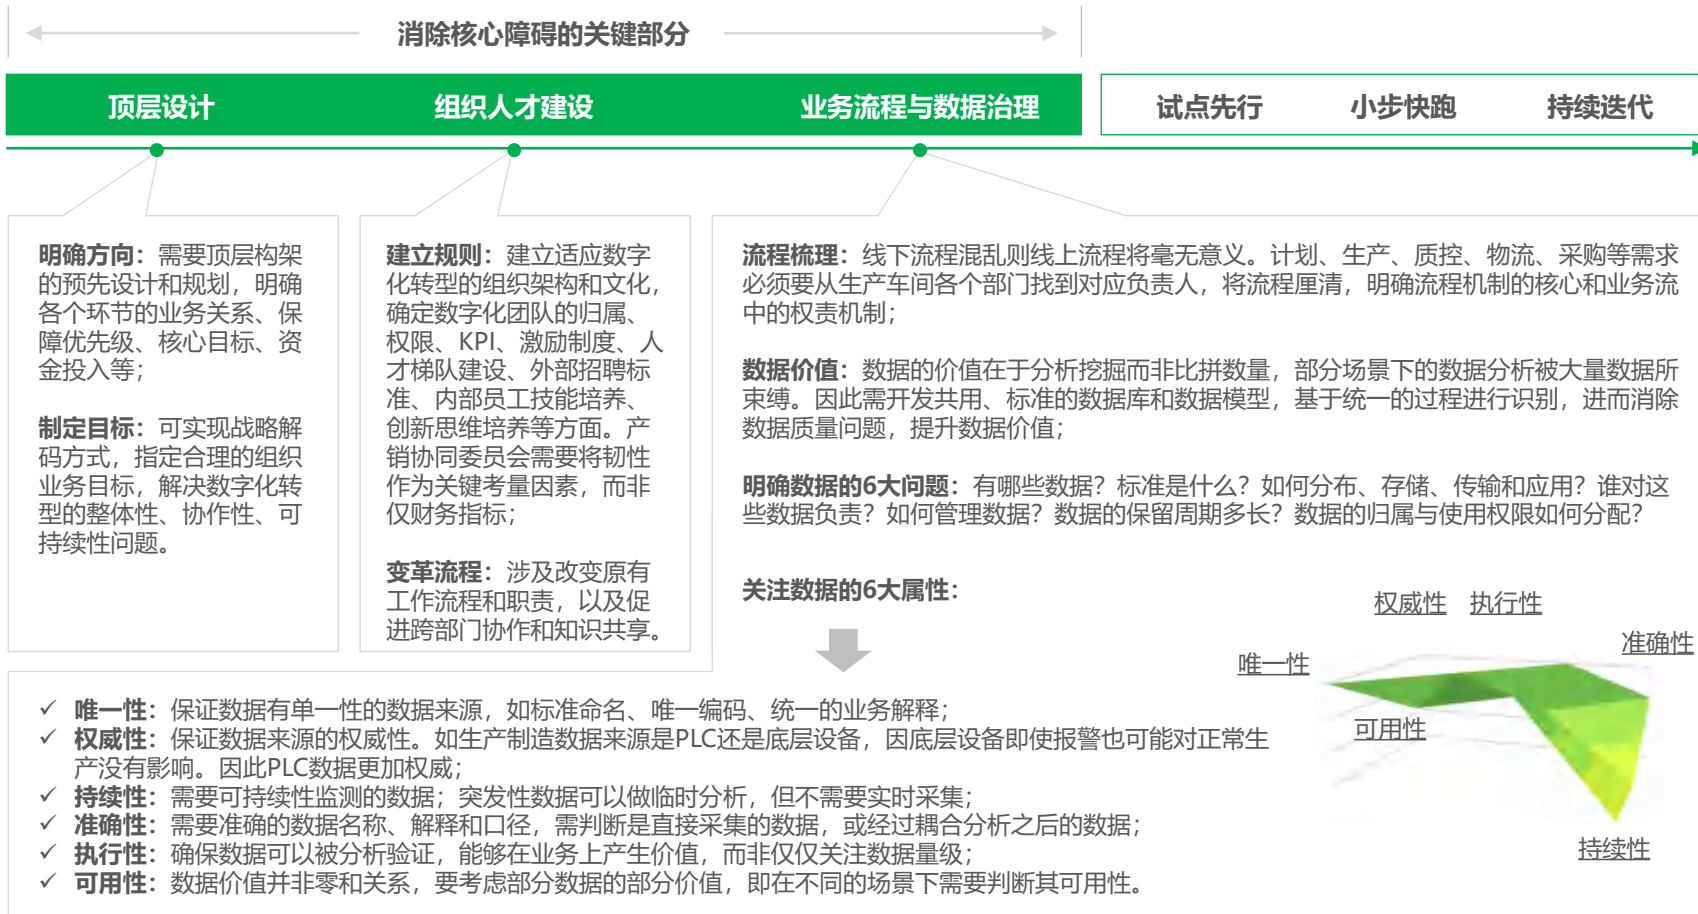 消除核心障碍的关键部分
顶层设计
组织人才建设
业务流程与数据治理
试点先行
小步快跑
持续迭代
明确方向：需要顶层构架
的预先设计和规划，明确
各个环节的业务关系、保
障优先级、核心目标、资
金投入等；
制定目标：可实现战略解
码方式，指定合理的组织
业务目标，解决数字化转
型的整体性、协作性、可
持续性问题。
建立规则：建立适应数字
化转型的组织架构和文化，
确定数字化团队的归属、
权限、KPI、激励制度、人
才梯队建设、外部招聘标
准、内部员工技能培养、
创新思维培养等方面。产
销协同委员会需要将韧性
作为关键考量因素，而非
仅财务指标；
变革流程：涉及改变原有
工作流程和职责，以及促
进跨部门协作和知识共享。
流程梳理：线下流程混乱则线上流程将毫无意义。计划、生产、质控、物流、采购等需求
必须要从生产车间各个部门找到对应负责人，将流程厘清，明确流程机制的核心和业务流
中的权责机制；
数据价值：数据的价值在于分析挖掘而非比拼数量，部分场景下的数据分析被大量数据所
束缚。因此需开发共用、标准的数据库和数据模型，基于统一的过程进行识别，进而消除
数据质量问题，提升数据价值；
明确数据的6大问题：有哪些数据？标准是什么？如何分布、存储、传输和应用？谁对这
些数据负责？如何管理数据？数据的保留周期多长？数据的归属与使用权限如何分配？
关注数据的6大属性：
权威性
执行性
准确性
唯一性
可用性
持续性
✓ 唯一性：保证数据有单一性的数据来源，如标准命名、唯一编码、统一的业务解释；
✓ 权威性：保证数据来源的权威性。如生产制造数据来源是PLC还是底层设备，因底层设备即使报警也可能对正常生
产没有影响。因此PLC数据更加权威；
✓ 持续性：需要可持续性监测的数据；突发性数据可以做临时分析，但不需要实时采集；
✓ 准确性：需要准确的数据名称、解释和口径，需判断是直接采集的数据，或经过耦合分析之后的数据；
✓ 执行性：确保数据可以被分析验证，能够在业务上产生价值，而非仅仅关注数据量级；
✓ 可用性：数据价值并非零和关系，要考虑部分数据的部分价值，即在不同的场景下需要判断其可用性。